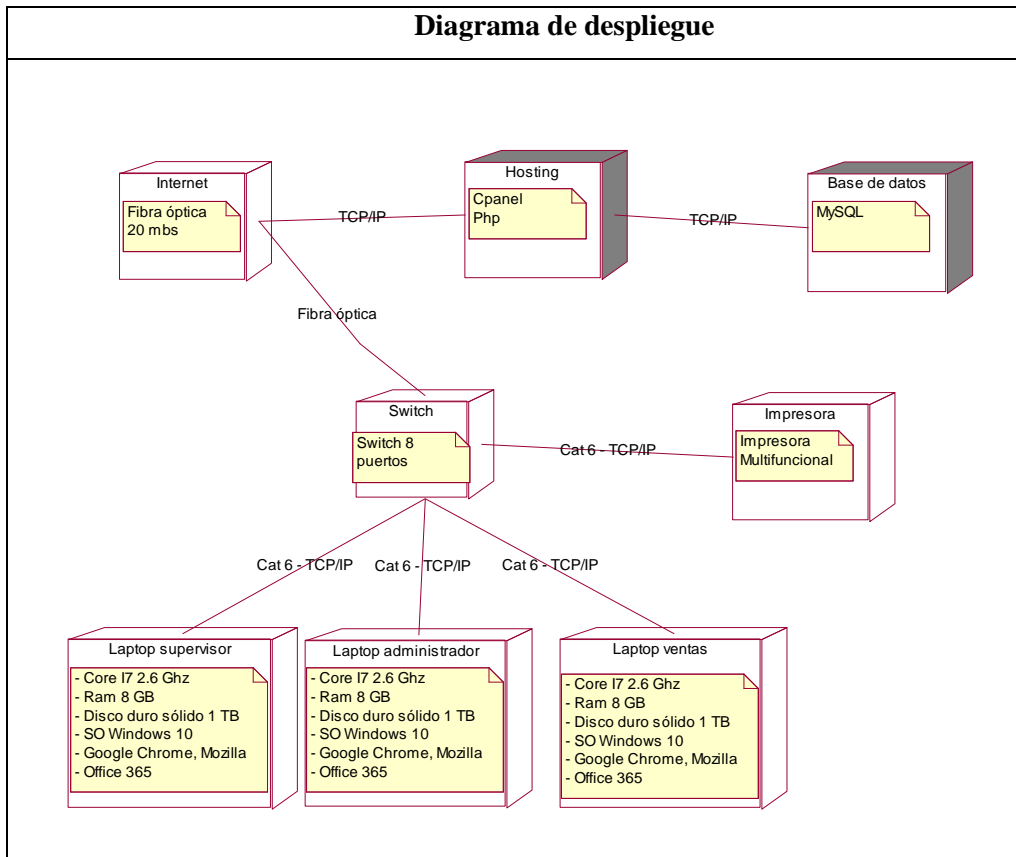 Diagrama de despliegue
Internet
Fibra óptica
20 mbs
TCP/IP
Hosting
Cpanel
Php
TCP/IP
Base de datos
MySQL
Fibra óptica
Switch
Switch 8
puertos
Cat 6 - TCP/IP
Impresora
Impresora
Multifuncional
Cat 6 - TCP/IP
Cat 6 - TCP/IP
Cat 6 - TCP/IP
Laptop supervisor
- Core I7 2.6 Ghz
- Ram 8 GB
- Disco duro sólido 1 TB
- SO Windows 10
- Google Chrome, Mozilla
- Office 365
Laptop administrador
- Core I7 2.6 Ghz
- Ram 8 GB
- Disco duro sólido 1 TB
- SO Windows 10
- Google Chrome, Mozilla
- Office 365
Laptop ventas
- Core I7 2.6 Ghz
- Ram 8 GB
- Disco duro sólido 1 TB
- SO Windows 10
- Google Chrome, Mozilla
- Office 365